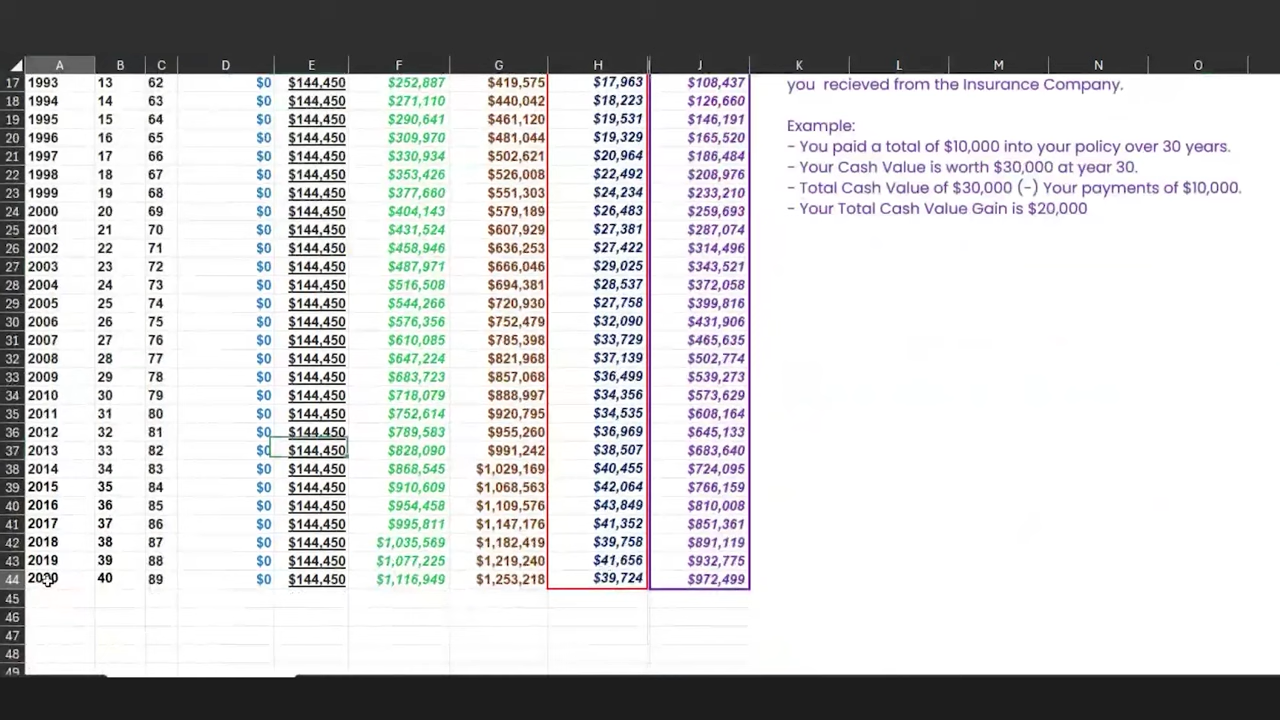 A B C D E F G H J K L M N O
17 1993 13 62 $0 $144,450 $252,887 $419,575 $17,963 $108,437 you recieved from the Insurance Company.
18 1994 14 63 $0 $144,450 $271,110 $440,042 $18,223 $126,660
19 1995 15 64 $0 $144,450 $290,641 $461,120 $19,531 $146,191 Example:
20 1996 16 65 $0 $144,450 $309,970 $481,044 $19,329 $165,520 - You paid a total of $10,000 into your policy over 30 years.
21 1997 17 66 $0 $144,450 $330,934 $502,621 $20,964 $186,484 - Your Cash Value is worth $30,000 at year 30.
22 1998 18 67 $0 $144,450 $353,426 $526,008 $22,492 $208,976
23 1999 19 68 $0 $144,450 $377,660 $551,303 $24,234 $233,210 - Total Cash Value of $30,000 (-) Your payments of $10,000.
24 2000 20 69 $0 $144,450 $404,143 $579,189 $26,483 $259,693 - Your Total Cash Value Gain is $20,000
25 2001 21 70 $0 $144,450 $431,524 $607,929 $27,381 $287,074
26 2002 22 71 $0 $144,450 $458,946 $636,253 $27,422 $314,496
27 2003 23 72 $0 $144,450 $487,971 $666,046 $29,025 $343,521
28 2004 24 73 $0 $144,450 $516,508 $694,381 $28,537 $372,058
29 2005 25 74 $0 $144,450 $544,266 $720,930 $27,758 $399,816
30 2006 26 75 $0 $144,450 $576,356 $752,479 $32,090 $431,906
31 2007 27 76 $0 $144,450 $610,085 $785,398 $33,729 $465,635
32 2008 28 77 $0 $144,450 $647,224 $821,968 $37,139 $502,774
33 2009 29 78 $0 $144,450 $683,723 $857,068 $36,499 $539,273
34 2010 30 79 $0 $144,450 $718,079 $888,997 $34,356 $573,629
35 2011 31 80 $0 $144,450 $752,614 $920,795 $34,535 $608,164
36 2012 32 81 $0 $144,450 $789,583 $955,260 $36,969 $645,133
37 2013 33 82 $0 $144,450 $828,090 $991,242 $38,507 $683,640
38 2014 34 83 $0 $144,450 $868,545 $1,029,169 $40,455 $724,095
39 2015 35 84 $0 $144,450 $910,609 $1,068,563 $42,064 $766,159
40 2016 36 85 $0 $144,450 $954,458 $1,109,576 $43,849 $810,008
41 2017 37 86 $0 $144,450 $995,811 $1,147,176 $41,352 $851,361
42 2018 38 87 $0 $144,450 $1,035,569 $1,182,419 $39,758 $891,119
43 2019 39 88 $0 $144,450 $1,077,225 $1,219,240 $41,656 $932,775
44 40 89 $0 $144,450 $1,116,949 $1,253,218 $39,724 $972,499
45
46
47
48
49